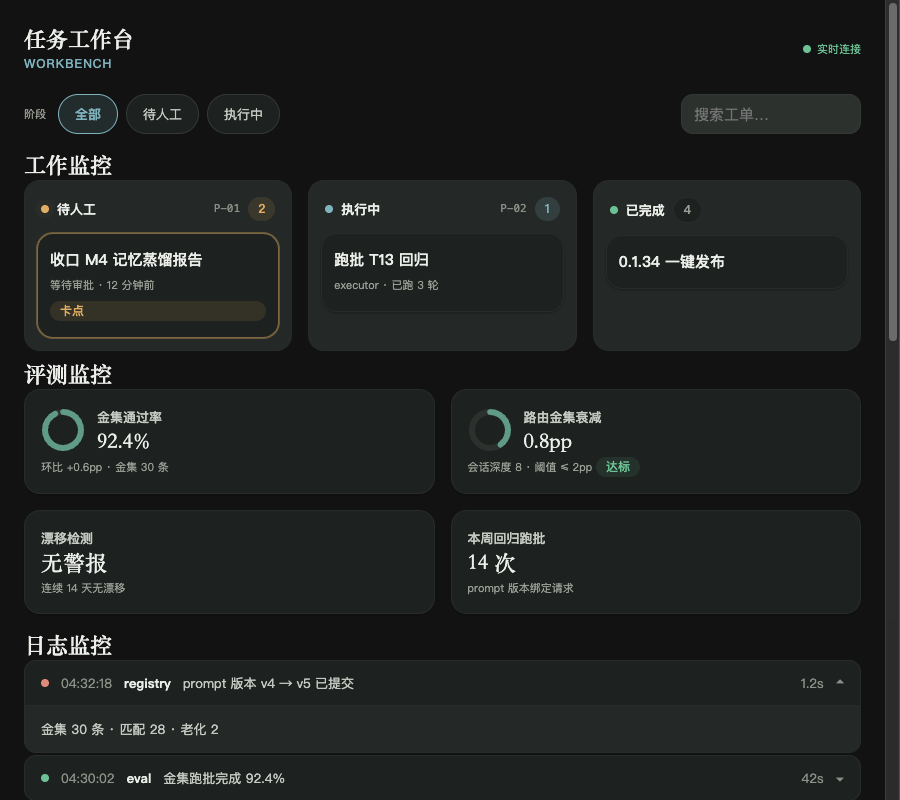 任务工作台
WORKBENCH
实时连接
阶段 全部 待人工 执行中 搜索工单…
工作监控
待人工 P-01 2
收口 M4 记忆蒸馏报告
等待审批 · 12 分钟前
卡点
执行中 P-02 1
跑批 T13 回归
executor · 已跑 3 轮
已完成 4
0.1.34 一键发布
评测监控
金集通过率
92.4%
环比 +0.6pp · 金集 30 条
路由金集衰减
0.8pp
会话深度 8 · 阈值 ≤ 2pp 达标
漂移检测
无警报
连续 14 天无漂移
本周回归跑批
14 次
prompt 版本绑定请求
日志监控
04:32:18 registry prompt 版本 v4 → v5 已提交 1.2s
金集 30 条 · 匹配 28 · 老化 2
04:30:02 eval 金集跑批完成 92.4% 42s